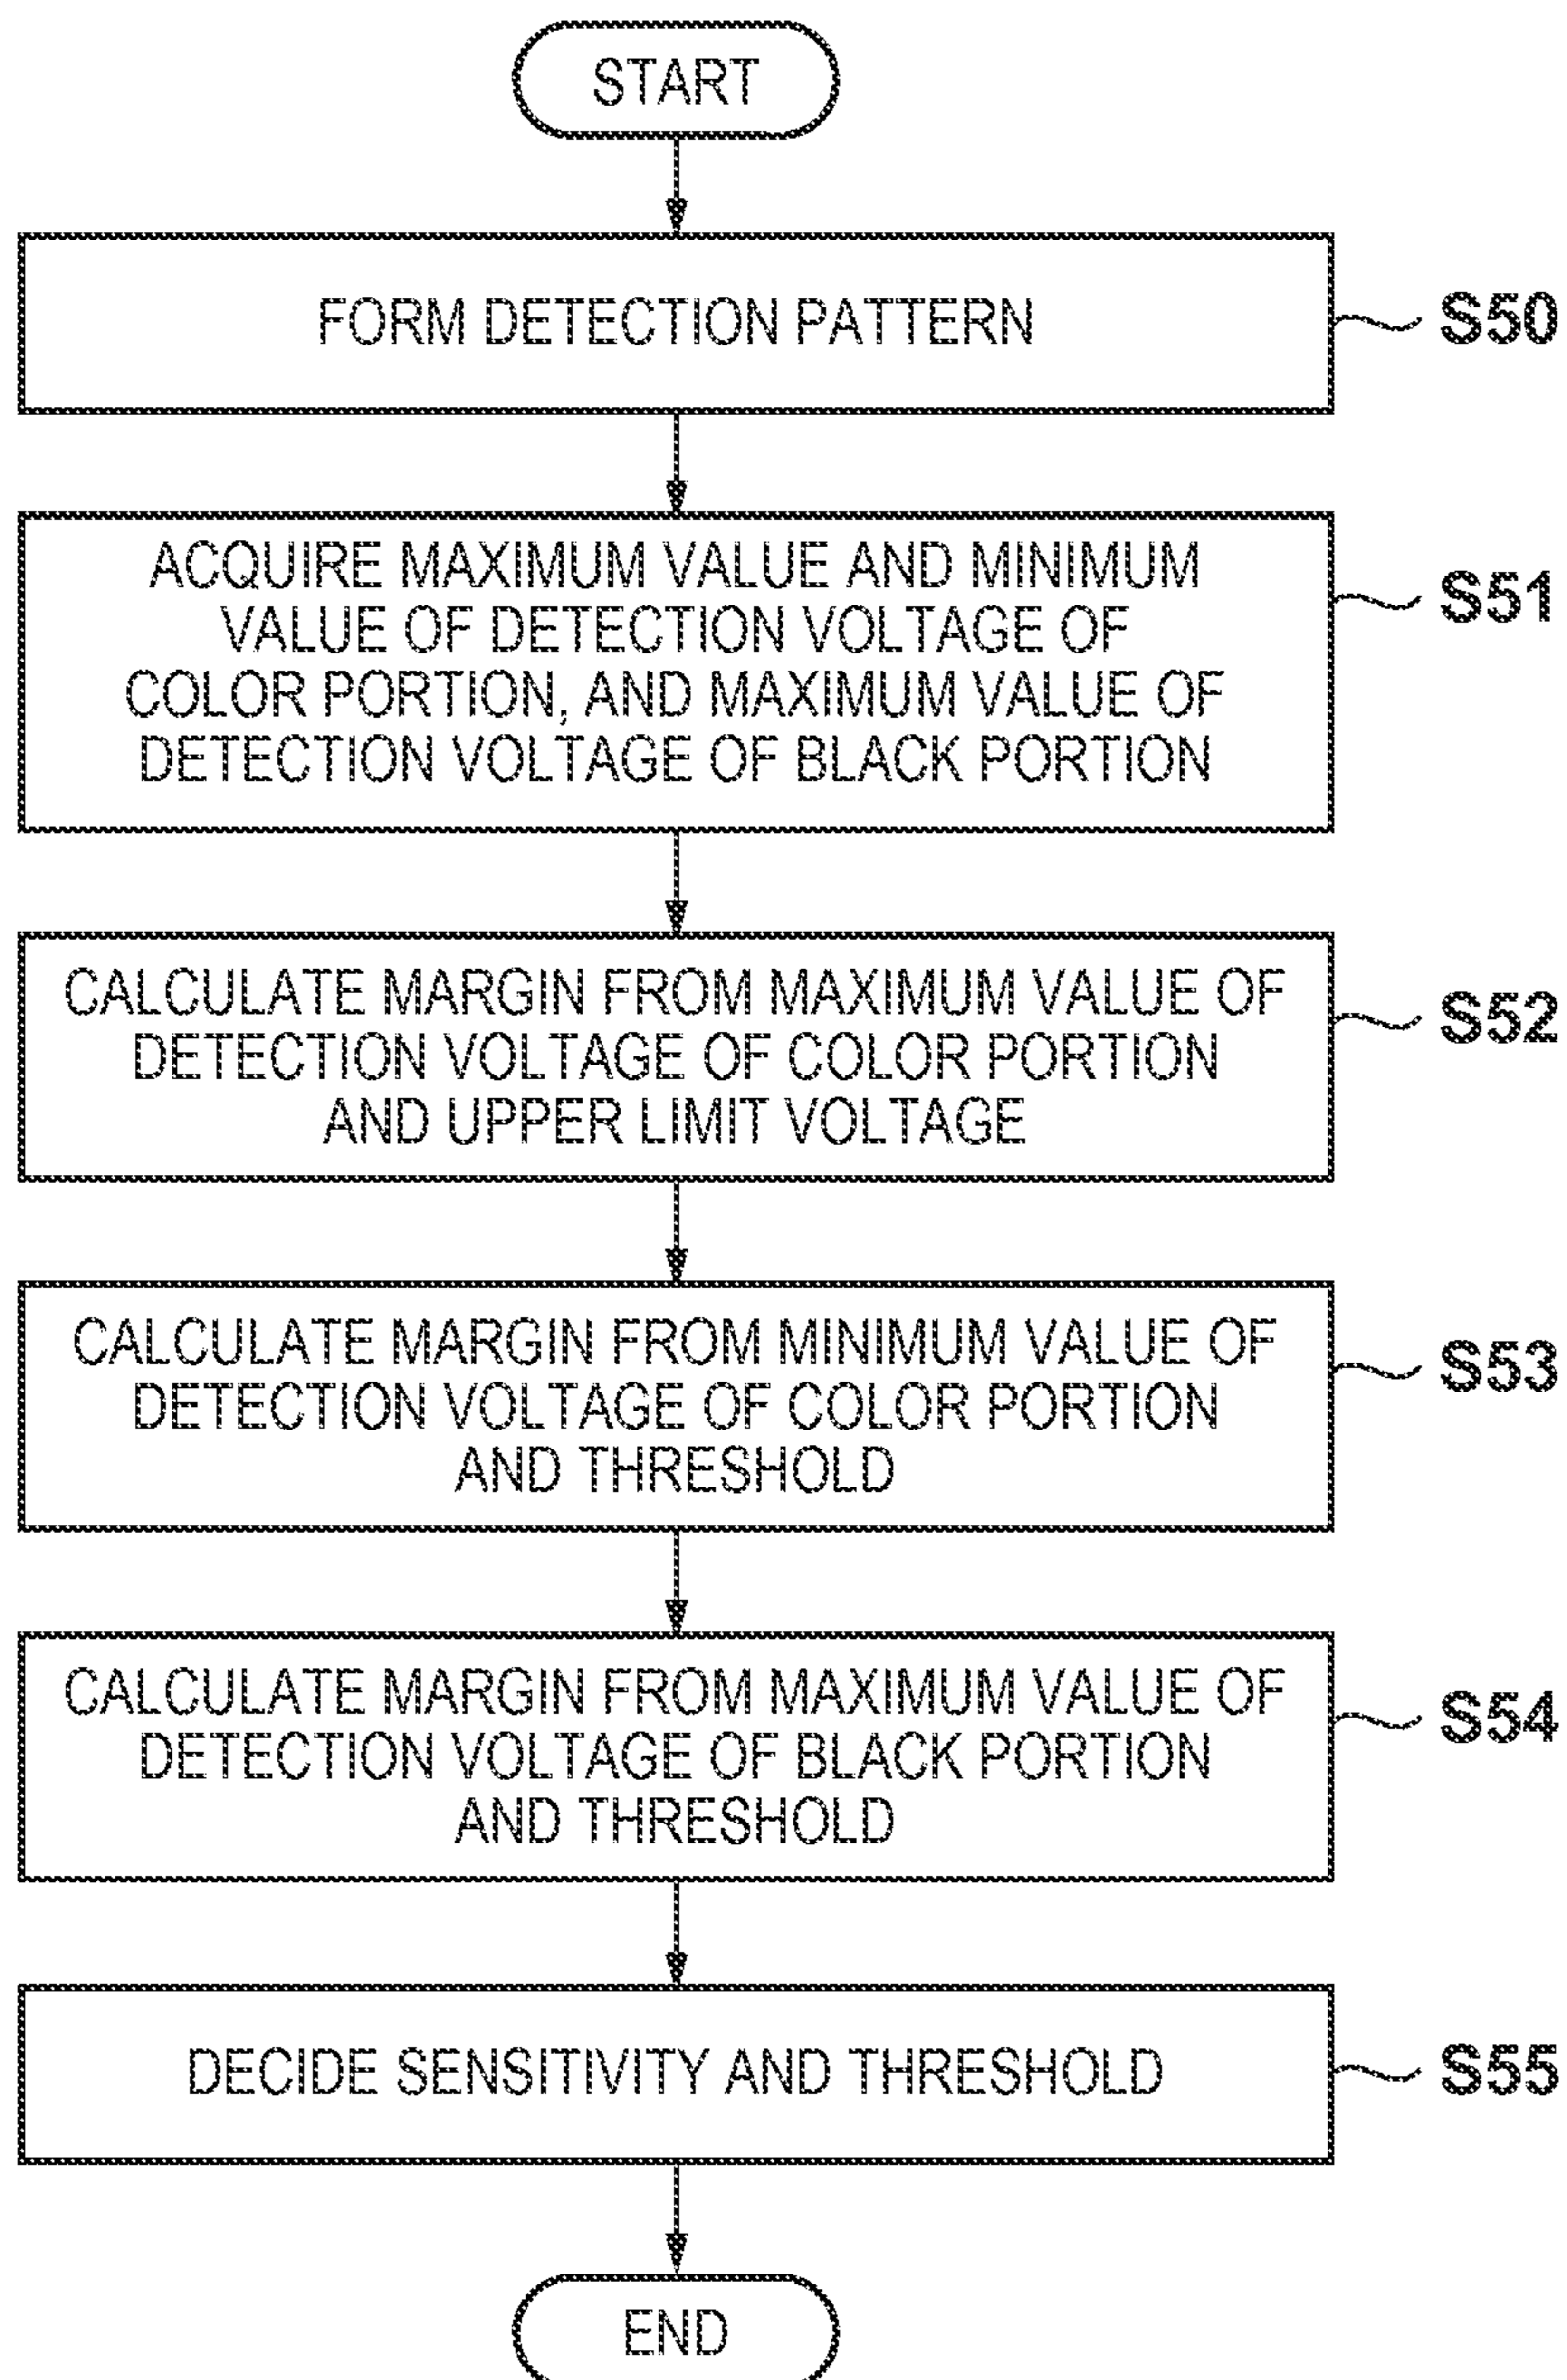 START
FORM DETECTION PATTERN
S50
ACQUIRE MAXIMUM VALUE AND MINIMUM
VALUE OF DETECTION VOLTAGE OF
COLOR PORTION, AND MAXIMUM VALUE OF
DETECTION VOLTAGE OF BLACK PORTION
S51
CALCULATE MARGIN FROM MAXIMUM VALUE OF
DETECTION VOLTAGE OF COLOR PORTION
AND UPPER LIMIT VOLTAGE
S52
CALCULATE MARGIN FROM MINIMUM VALUE OF
DETECTION VOLTAGE OF COLOR PORTION
AND THRESHOLD
S53
CALCULATE MARGIN FROM MAXIMUM VALUE OF
DETECTION VOLTAGE OF BLACK PORTION
AND THRESHOLD
S54
DECIDE SENSITIVITY AND THRESHOLD
S55
END